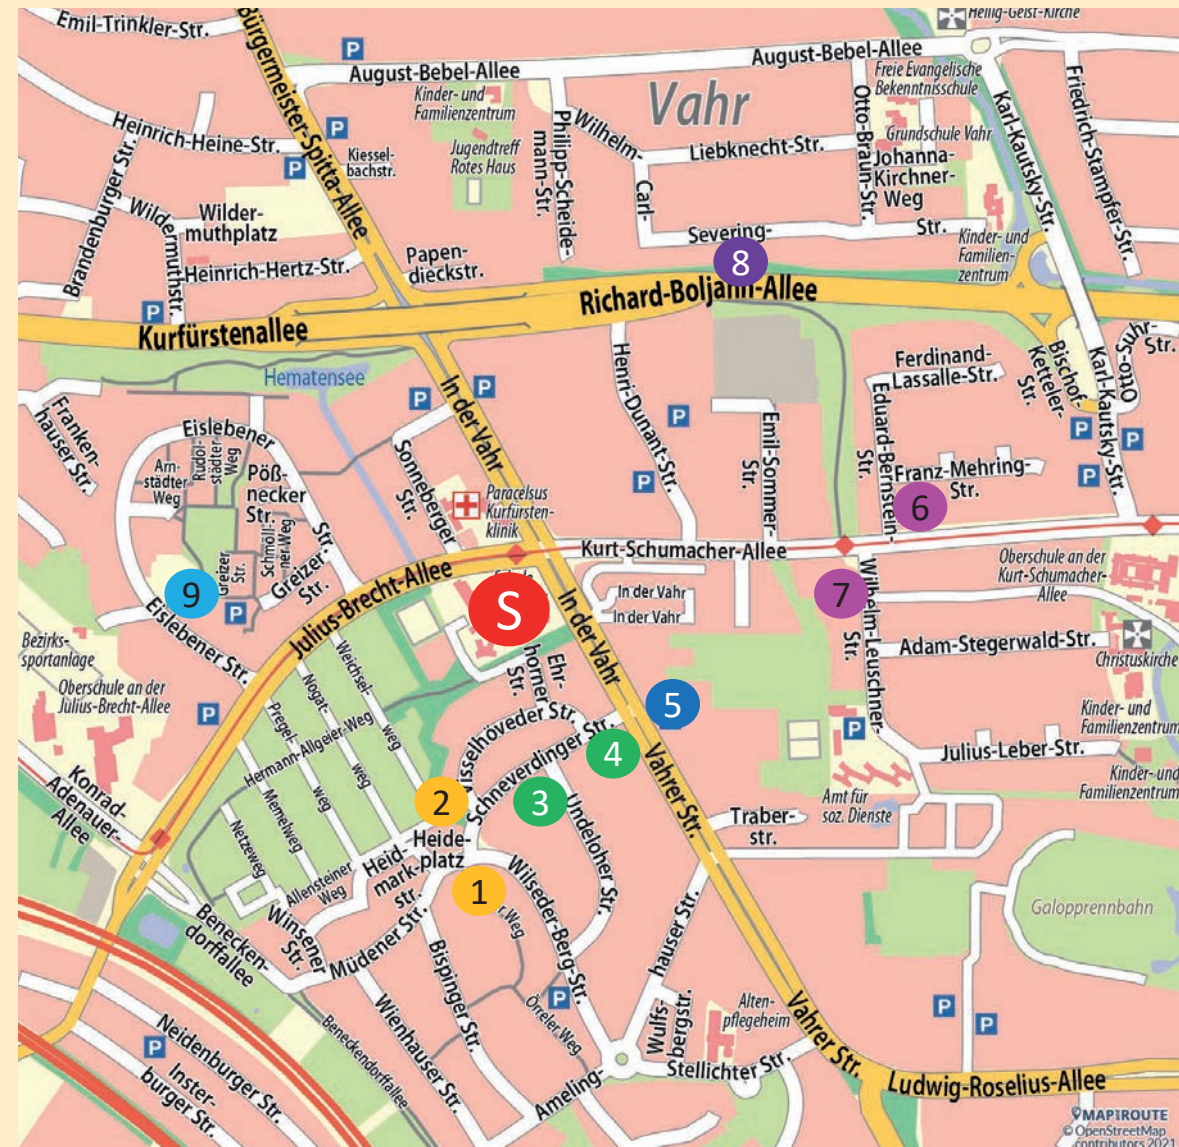 Emil-Trinkler-Str.
Bürgermeister-Spitta-Allee
P
August-Bebel-Allee
August-Bebel-Allee
Heilig-Geist-Kirche
Kinder- und
Familienzentrum
Vahr
Freie Evangelische
Bekenntnisschule
Friedrich-Stampfer-Str.
Karl-Kautsky-Str.
Otto-Braun-Str.
Grundschule Vahr
Heinrich-Heine-Str.
P
P
Kiessel-
bachstr.
Jugendtreff
Rotes Haus
Philipp-Scheide-
mann-Str.
Wilhelm-
Liebknecht-Str.
Carl-
Severing-
Str.
Johanna-
Kirchner-
Weg
Brandenburger Str.
Wildermuthstr.
Wilder-
muthplatz
Heinrich-Hertz-Str.
Papen-
dieckstr.
Kinder- und
Familien-
zentrum
8
P
Kurfürstenallee
Richard-Boljahn-Allee
Hematensee
P
P
In der Vahr
Henri-Dunant-Str.
P
P
Emil-Sommer-
Str.
Ferdinand-
Lassalle-Str.
Eduard-Bernstein-
Str.
Franz-Mehring-
Str.
Bischof-
Ketteler-
Str.
Karl-Kautsky-Str.
Otto-Suhr-
Str.
P
P
P
6
Franken-
hauser Str.
Eislebener
Str.
Arn-
städter
Weg
Rudol-
städter
Weg
Pöß-
necker
Str.
Schmöll-
ner Weg
Greizer
Str.
Greizer
Str.
Sonneberger
Str.
Paracelsus
Kurfürsten-
klinik
Kurt-Schumacher-Allee
9
P
Eislebener Str.
Julius-Brecht-Allee
S
In der Vahr
In der Vahr
In der Vahr
7
Wilhelm-Leuschner-
Str.
Oberschule an der
Kurt-Schumacher-
Allee
Adam-Stegerwald-Str.
Christuskirche
Bezirks-
sportanlage
Oberschule an der
Julius-Brecht-Allee
P
Weichsel-
weg
Nogat-
weg
Pregel-
weg
Hermann-Allgeier-Weg
Memelweg
Netzeweg
Ehr-
horner
Str.
Visselhöveder Str.
Schneverdinger Str.
5
4
3
2
Vahrer Str.
P
Kinder- und
Familienzentrum
Julius-Leber-Str.
Kinder- und
Familienzentrum
Amt für
soz. Dienste
Konrad-
Adenauer-
Allee
Allensteiner
Weg
Heid-
mark-
str.
Heide-
platz
1
Undeloher Str.
Traber-
str.
Galopprennbahn
Winsener
Str.
Benecken-
dorffallee
Müdener Str.
Bispinger Str.
Wilseder-Berg-Str.
Örreler Weg
P
Wulfs-
bergstr.
hauser Str.
Alten-
pflegeheim
Vahrer Str.
P
P
P
Neidenburger Str.
Inster-
burger Str.
Beneckendorffallee
Wienhauser Str.
Ameling-
Stellichter Str.
Ludwig-Roselius-Allee
MAPIROUTE
© OpenStreetMap
contributors 2021